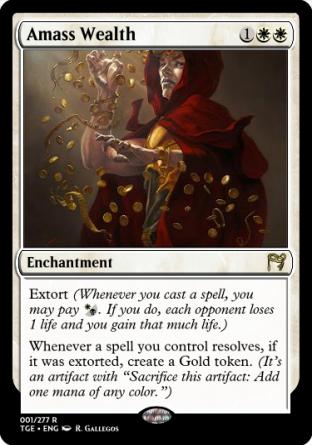 Amass Wealth 1
Enchantment
Extort (Whenever you cast a spell, you
may pay . If you do, each opponent loses
1 life and you gain that much life.)
Whenever a spell you control resolves, if
it was extorted, create a Gold token. (It's
an artifact with “Sacrifice this artifact: Add
one mana of any color.”)
001/277 R
TGE • ENG R. Gallegos